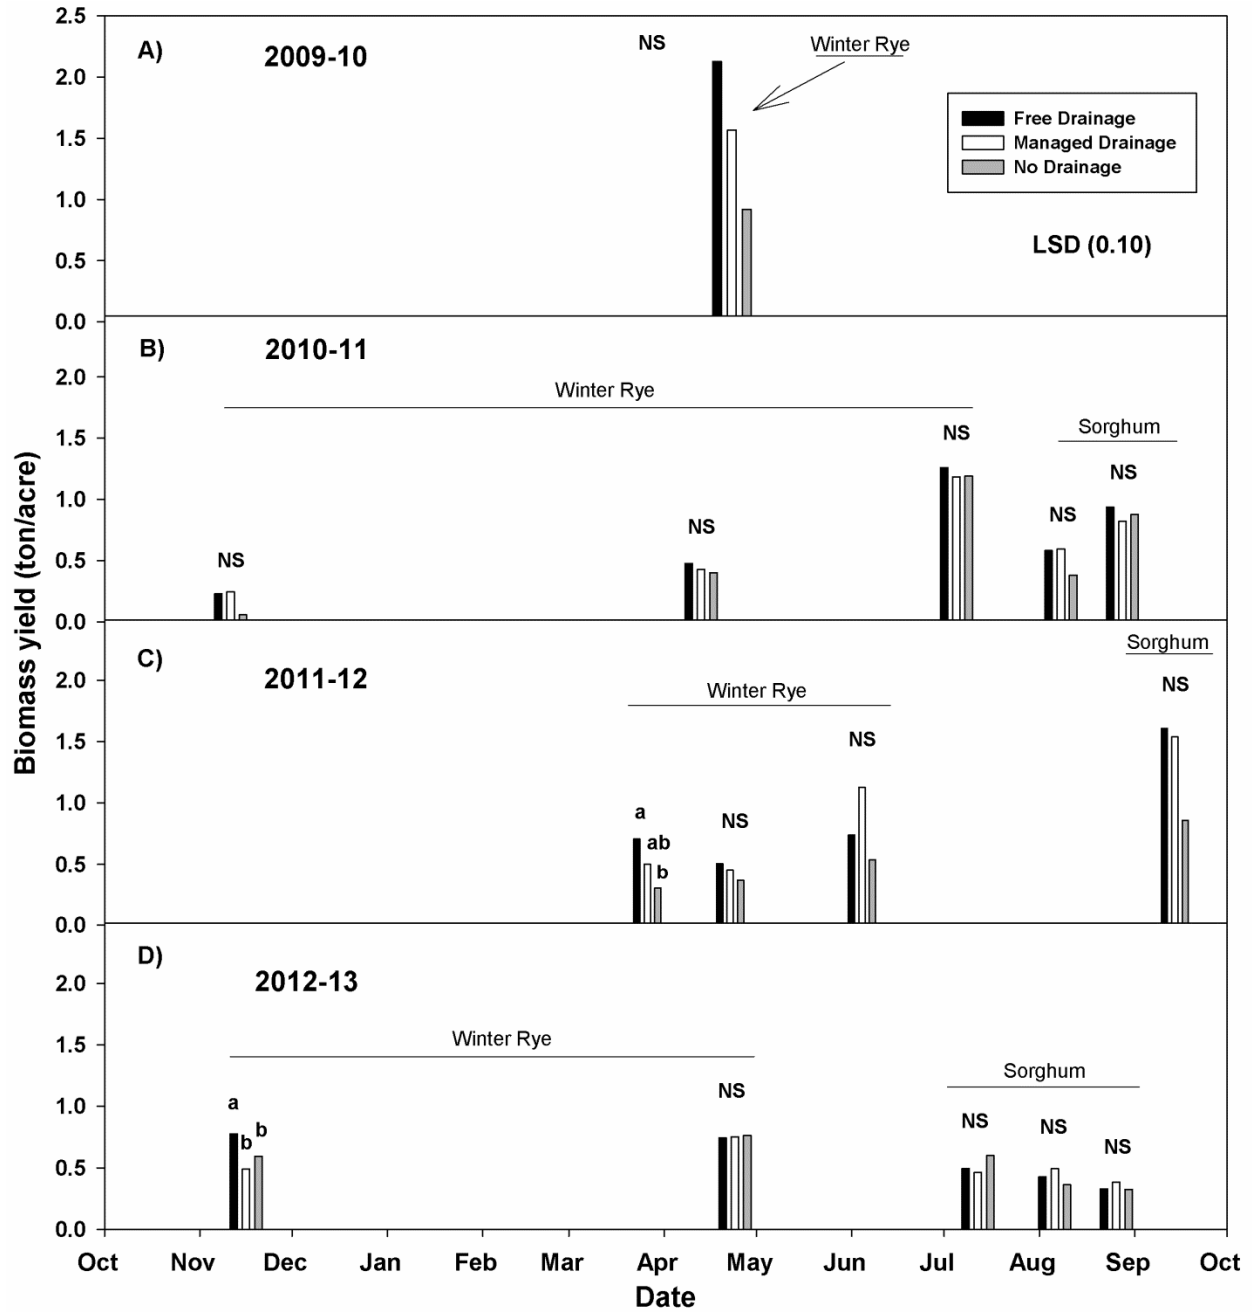 2.5
A)
2009-10
NS
Winter Rye
2.0
Free Drainage
Managed Drainage
No Drainage
1.5
1.0
LSD (0.10)
0.5
0.0
B)
2010-11
2.0
Winter Rye
Sorghum
1.5
NS
NS
1.0
NS
NS
0.5
NS
0.0
Biomass yield (ton/acre)
C)
2011-12
Sorghum
2.0
NS
Winter Rye
1.5
NS
1.0
a
NS
ab
0.5
b
0.0
D)
2012-13
2.0
Winter Rye
1.5
Sorghum
1.0
a
NS
NS
NS
b
b
NS
0.5
0.0
Oct Nov Dec Jan Feb Mar Apr May Jun Jul Aug Sep Oct
Date